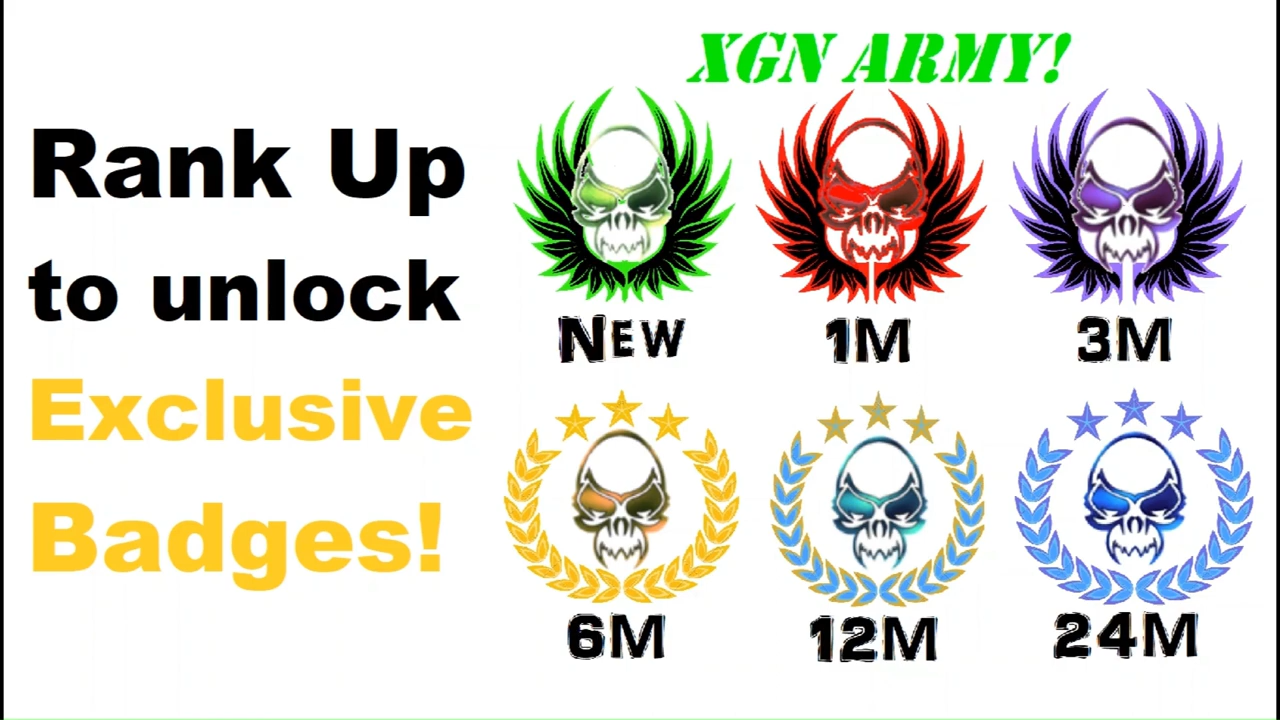 Rank Up
to unlock
Exclusive
Badges!
XGN ARMY!
New 1M 3M
6M 12M 24M